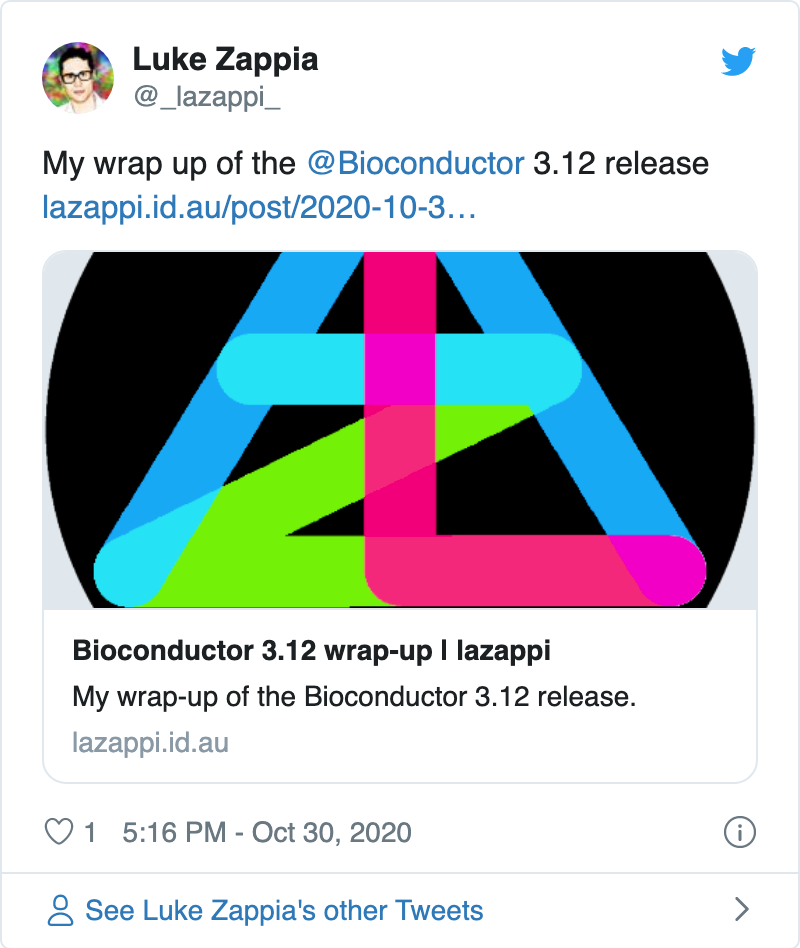 Luke Zappia
@_lazappi_
My wrap up of the @Bioconductor 3.12 release
lazappi.id.au/post/2020-10-3…
Bioconductor 3.12 wrap-up | lazappi
My wrap-up of the Bioconductor 3.12 release.
lazappi.id.au
1 5:16 PM - Oct 30, 2020
See Luke Zappia's other Tweets